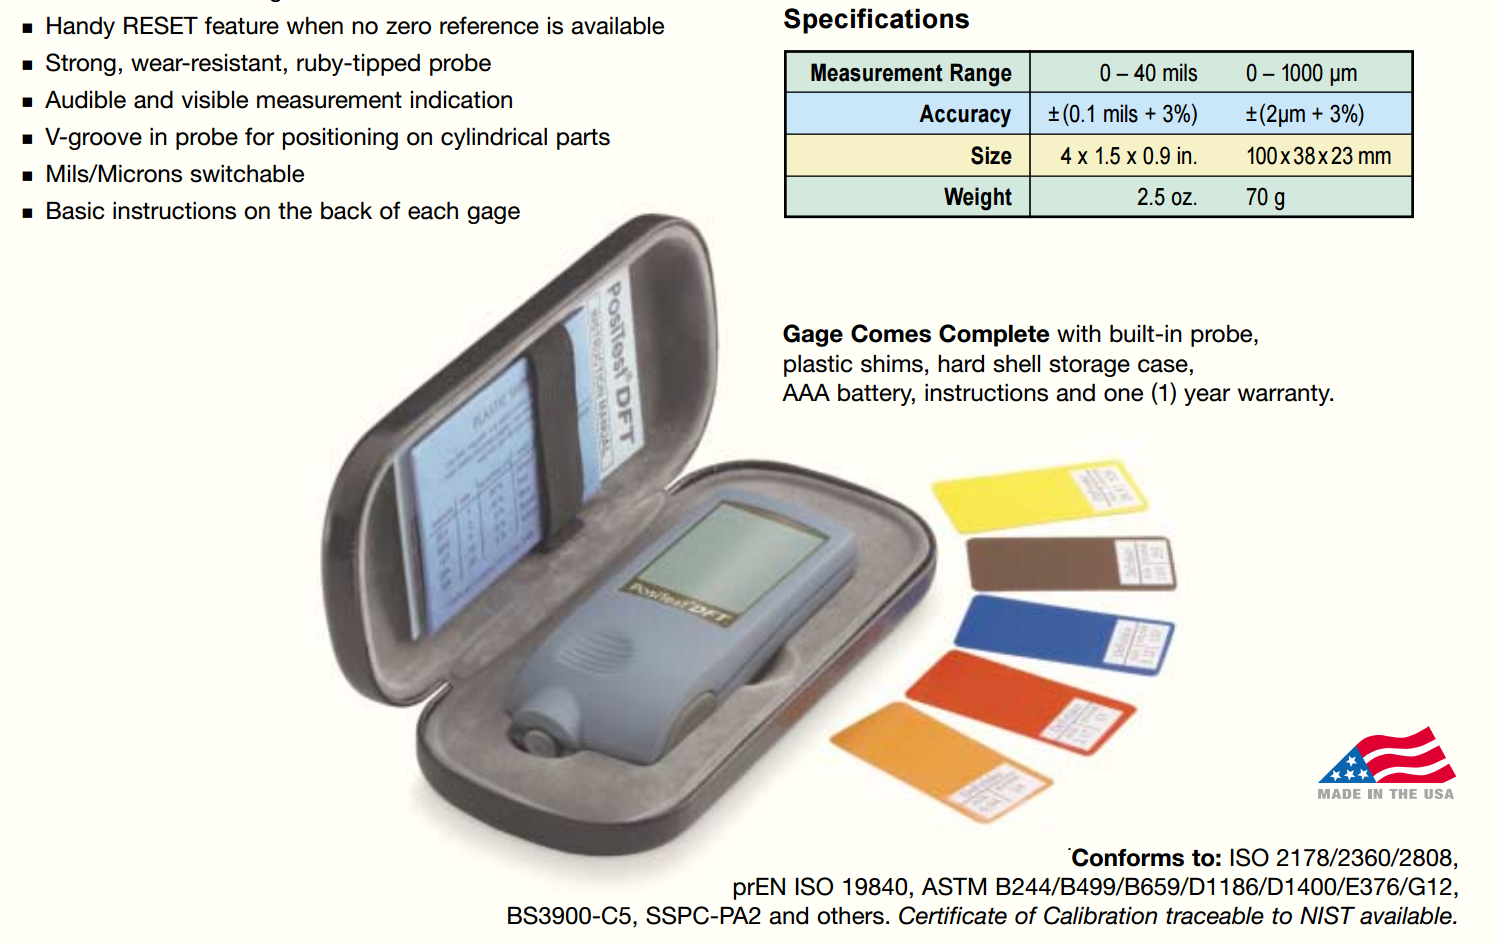 ■ Handy RESET feature when no zero reference is available
■ Strong, wear-resistant, ruby-tipped probe
■ Audible and visible measurement indication
■ V-groove in probe for positioning on cylindrical parts
■ Mils/Microns switchable
■ Basic instructions on the back of each gage
Specifications
Measurement Range 0 – 40 mils 0 – 1000 µm
Accuracy ±(0.1 mils + 3%) ±(2µm + 3%)
Size 4 x 1.5 x 0.9 in. 100x38x23 mm
Weight 2.5 oz. 70 g
Gage Comes Complete with built-in probe,
plastic shims, hard shell storage case,
AAA battery, instructions and one (1) year warranty.
PosiTest® DFT
INSTRUCTION MANUAL
PosiTest DFT
MADE IN THE USA
Conforms to: ISO 2178/2360/2808,
prEN ISO 19840, ASTM B244/B499/B659/D1186/D1400/E376/G12,
BS3900-C5, SSPC-PA2 and others. Certificate of Calibration traceable to NIST available.